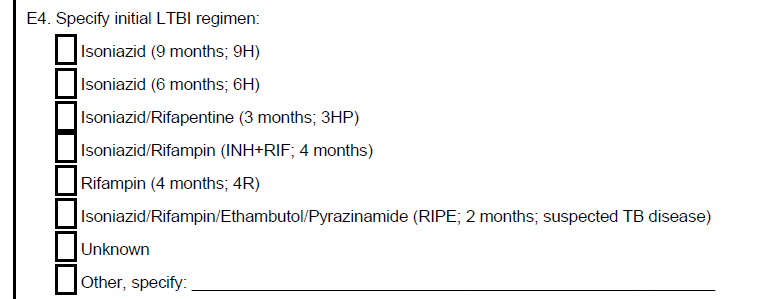 E4. Specify initial LTBI regimen:
Isoniazid (9 months; 9H)
Isoniazid (6 months; 6H)
Isoniazid/Rifapentine (3 months; 3HP)
Isoniazid/Rifampin (INH+RIF; 4 months)
Rifampin (4 months; 4R)
Isoniazid/Rifampin/Ethambutol/Pyrazinamide (RIPE; 2 months; suspected TB disease)
Unknown
Other, specify: